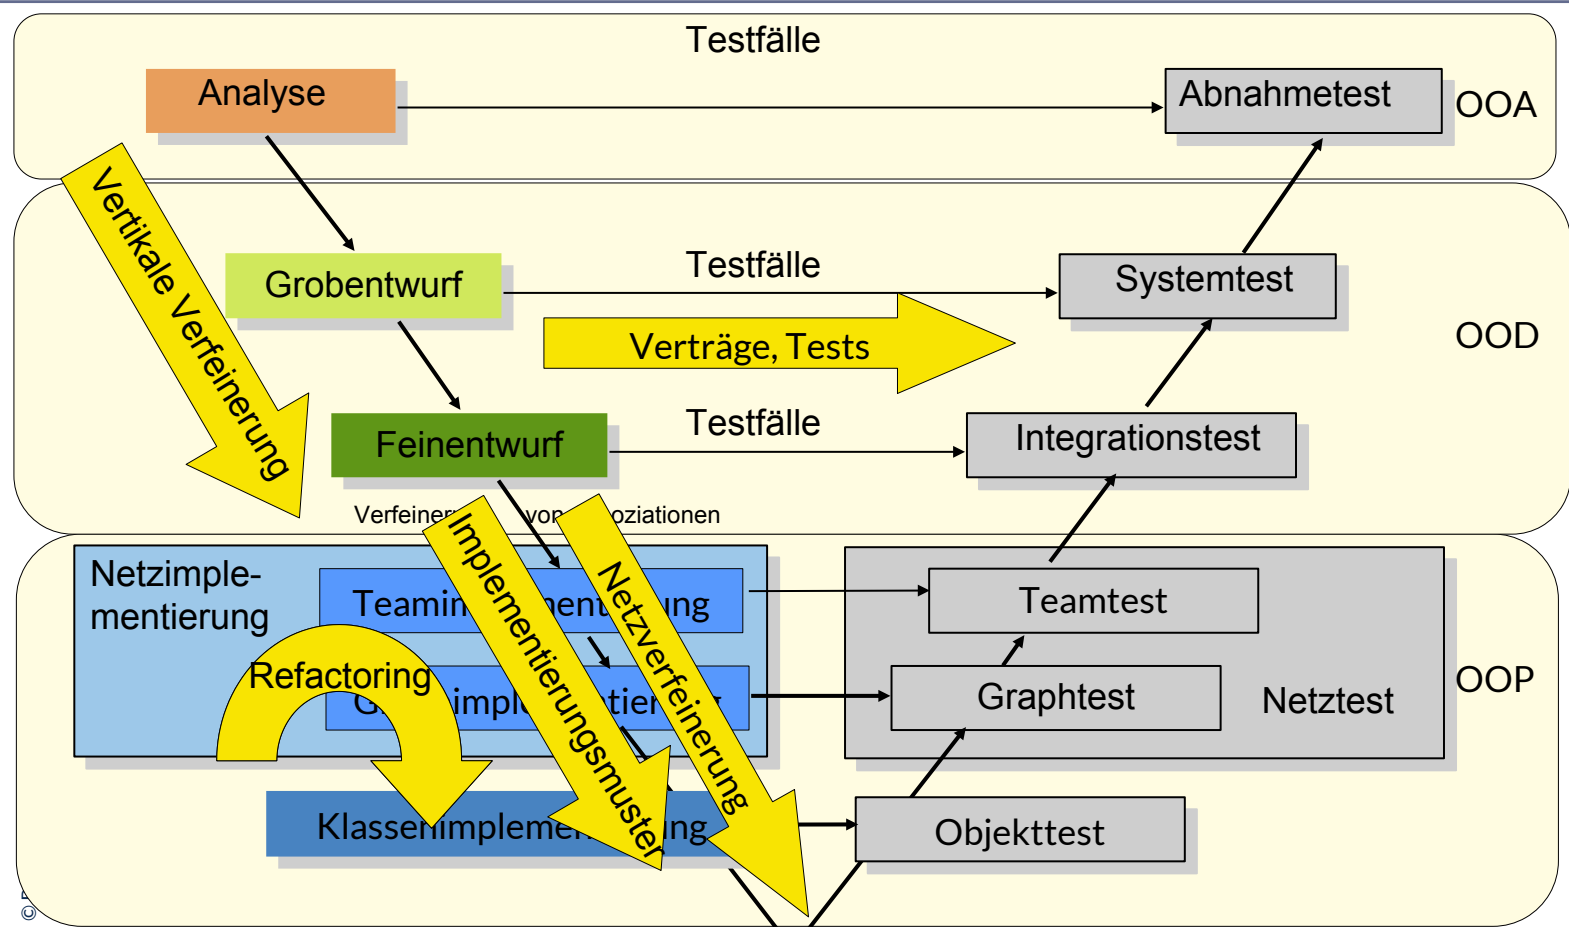 Testfälle
Analyse
Abnahmetest
OOA
Vertikale Verfeinerung
Grobentwurf
Testfälle
Systemtest
OOD
Verträge, Tests
Feinentwurf
Testfälle
Integrationstest
von
Netzimple-
mentierung
Implementierungsmuster
Netzverfeinerung
Teamtest
Refactoring
Graphtest
Netztest
OOP
Objekttest
©